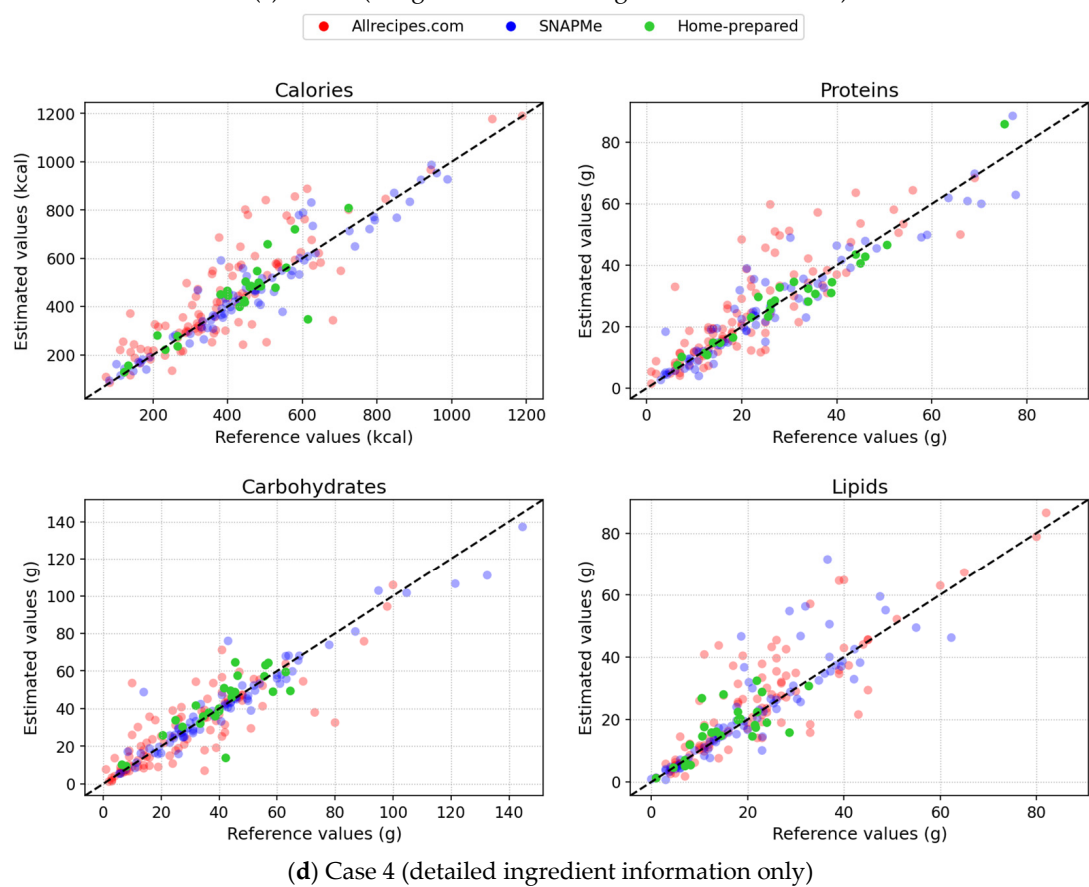 Allrecipes.com SNAPMe Home-prepared
Calories
Proteins
1200
1000
800
600
400
200
Estimated values (kcal)
200 400 600 800 1000 1200
Reference values (kcal)
80
60
40
20
0
Estimated values (g)
0 20 40 60 80
Reference values (g)
Carbohydrates
Lipids
140
120
100
80
60
40
20
0
Estimated values (g)
0 20 40 60 80 100 120 140
Reference values (g)
80
60
40
20
0
Estimated values (g)
0 20 40 60 80
Reference values (g)
(d) Case 4 (detailed ingredient information only)